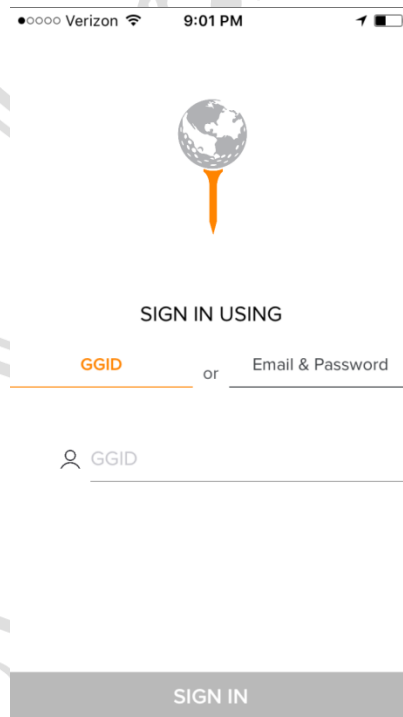 Verizon 9:01 PM
SIGN IN USING
GGID or Email & Password
GGID
SIGN IN